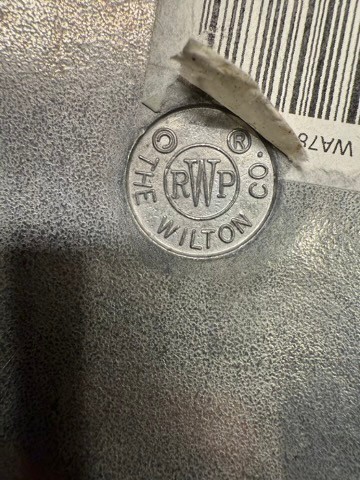 WA78
© ®
THE WILTON CO.
RWP